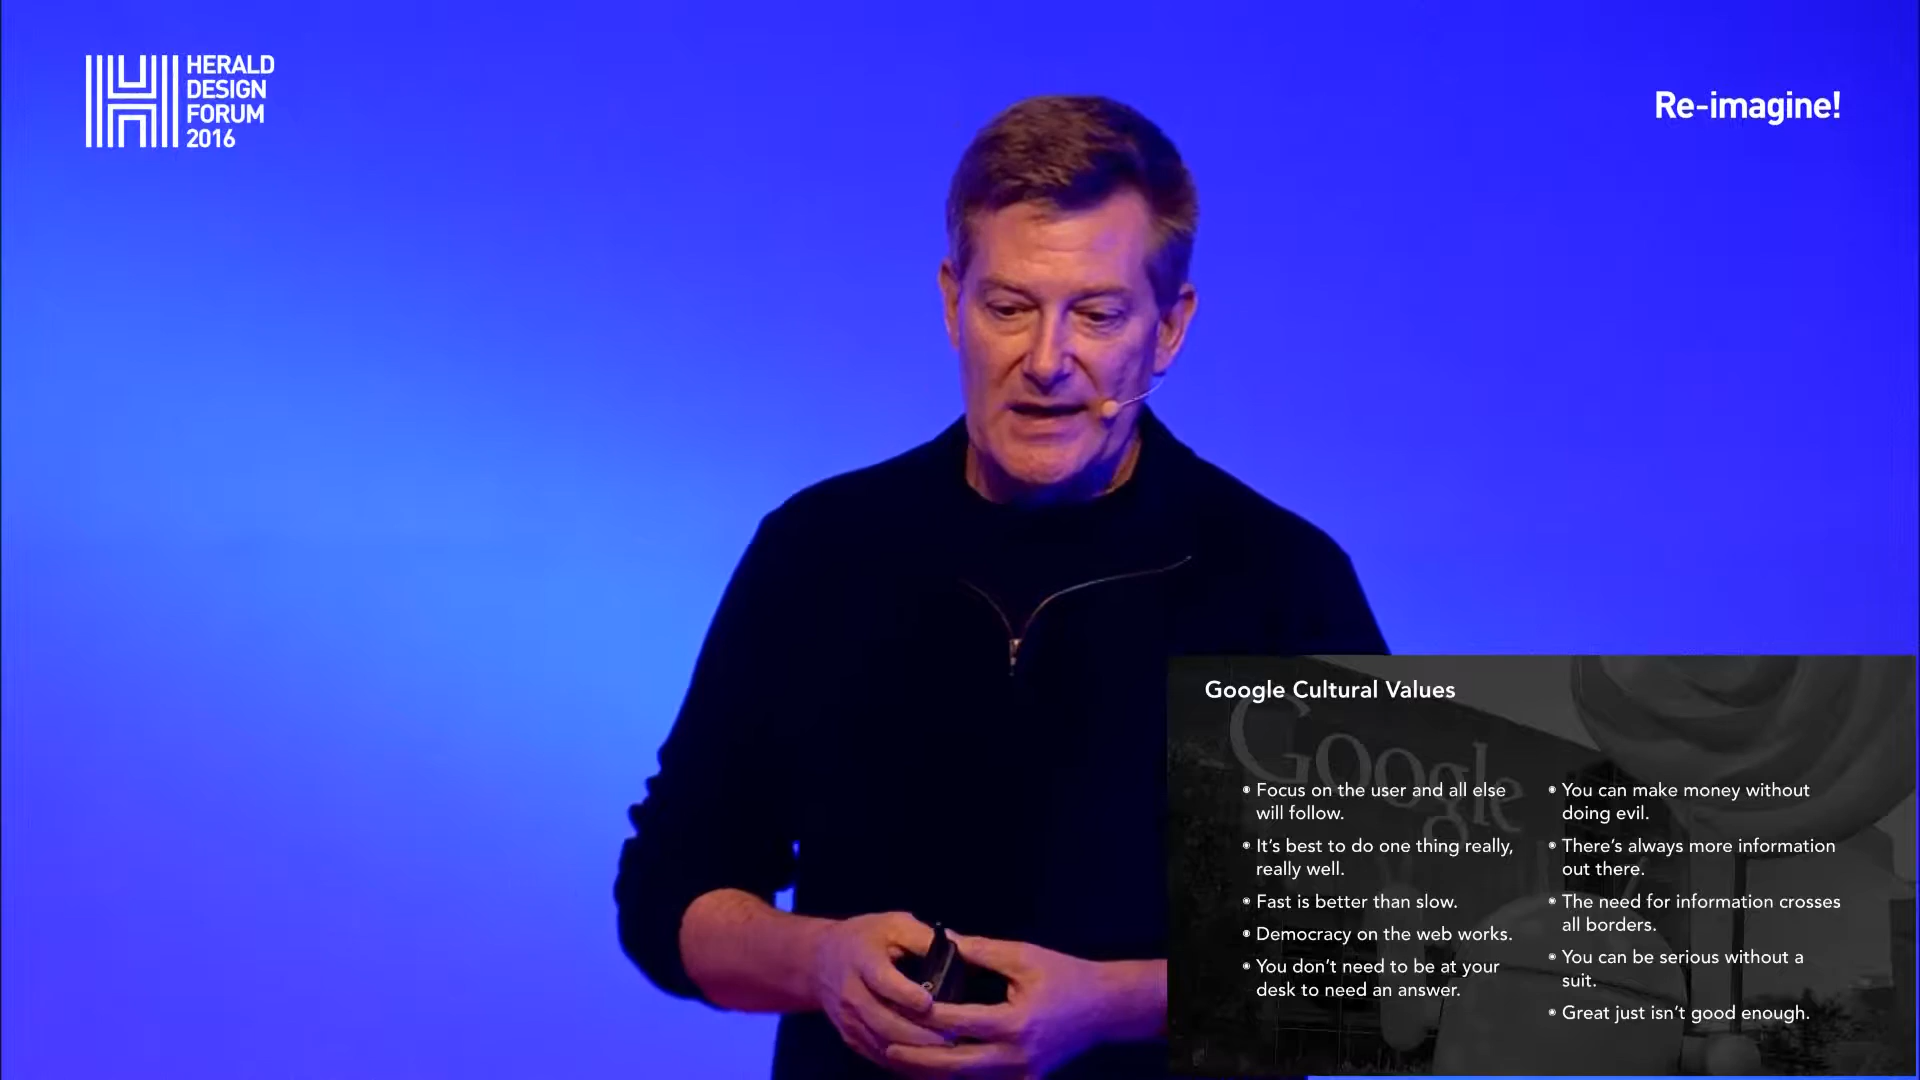 HERALD
DESIGN
FORUM
2016
Re-imagine!
Google Cultural Values
Google
Focus on the user and all else
will follow.
It's best to do one thing really,
really well.
Fast is better than slow.
Democracy on the web works.
You don't need to be at your
desk to need an answer.
You can make money without
doing evil.
There's always more information
out there.
The need for information crosses
all borders.
You can be serious without a
suit.
Great just isn't good enough.